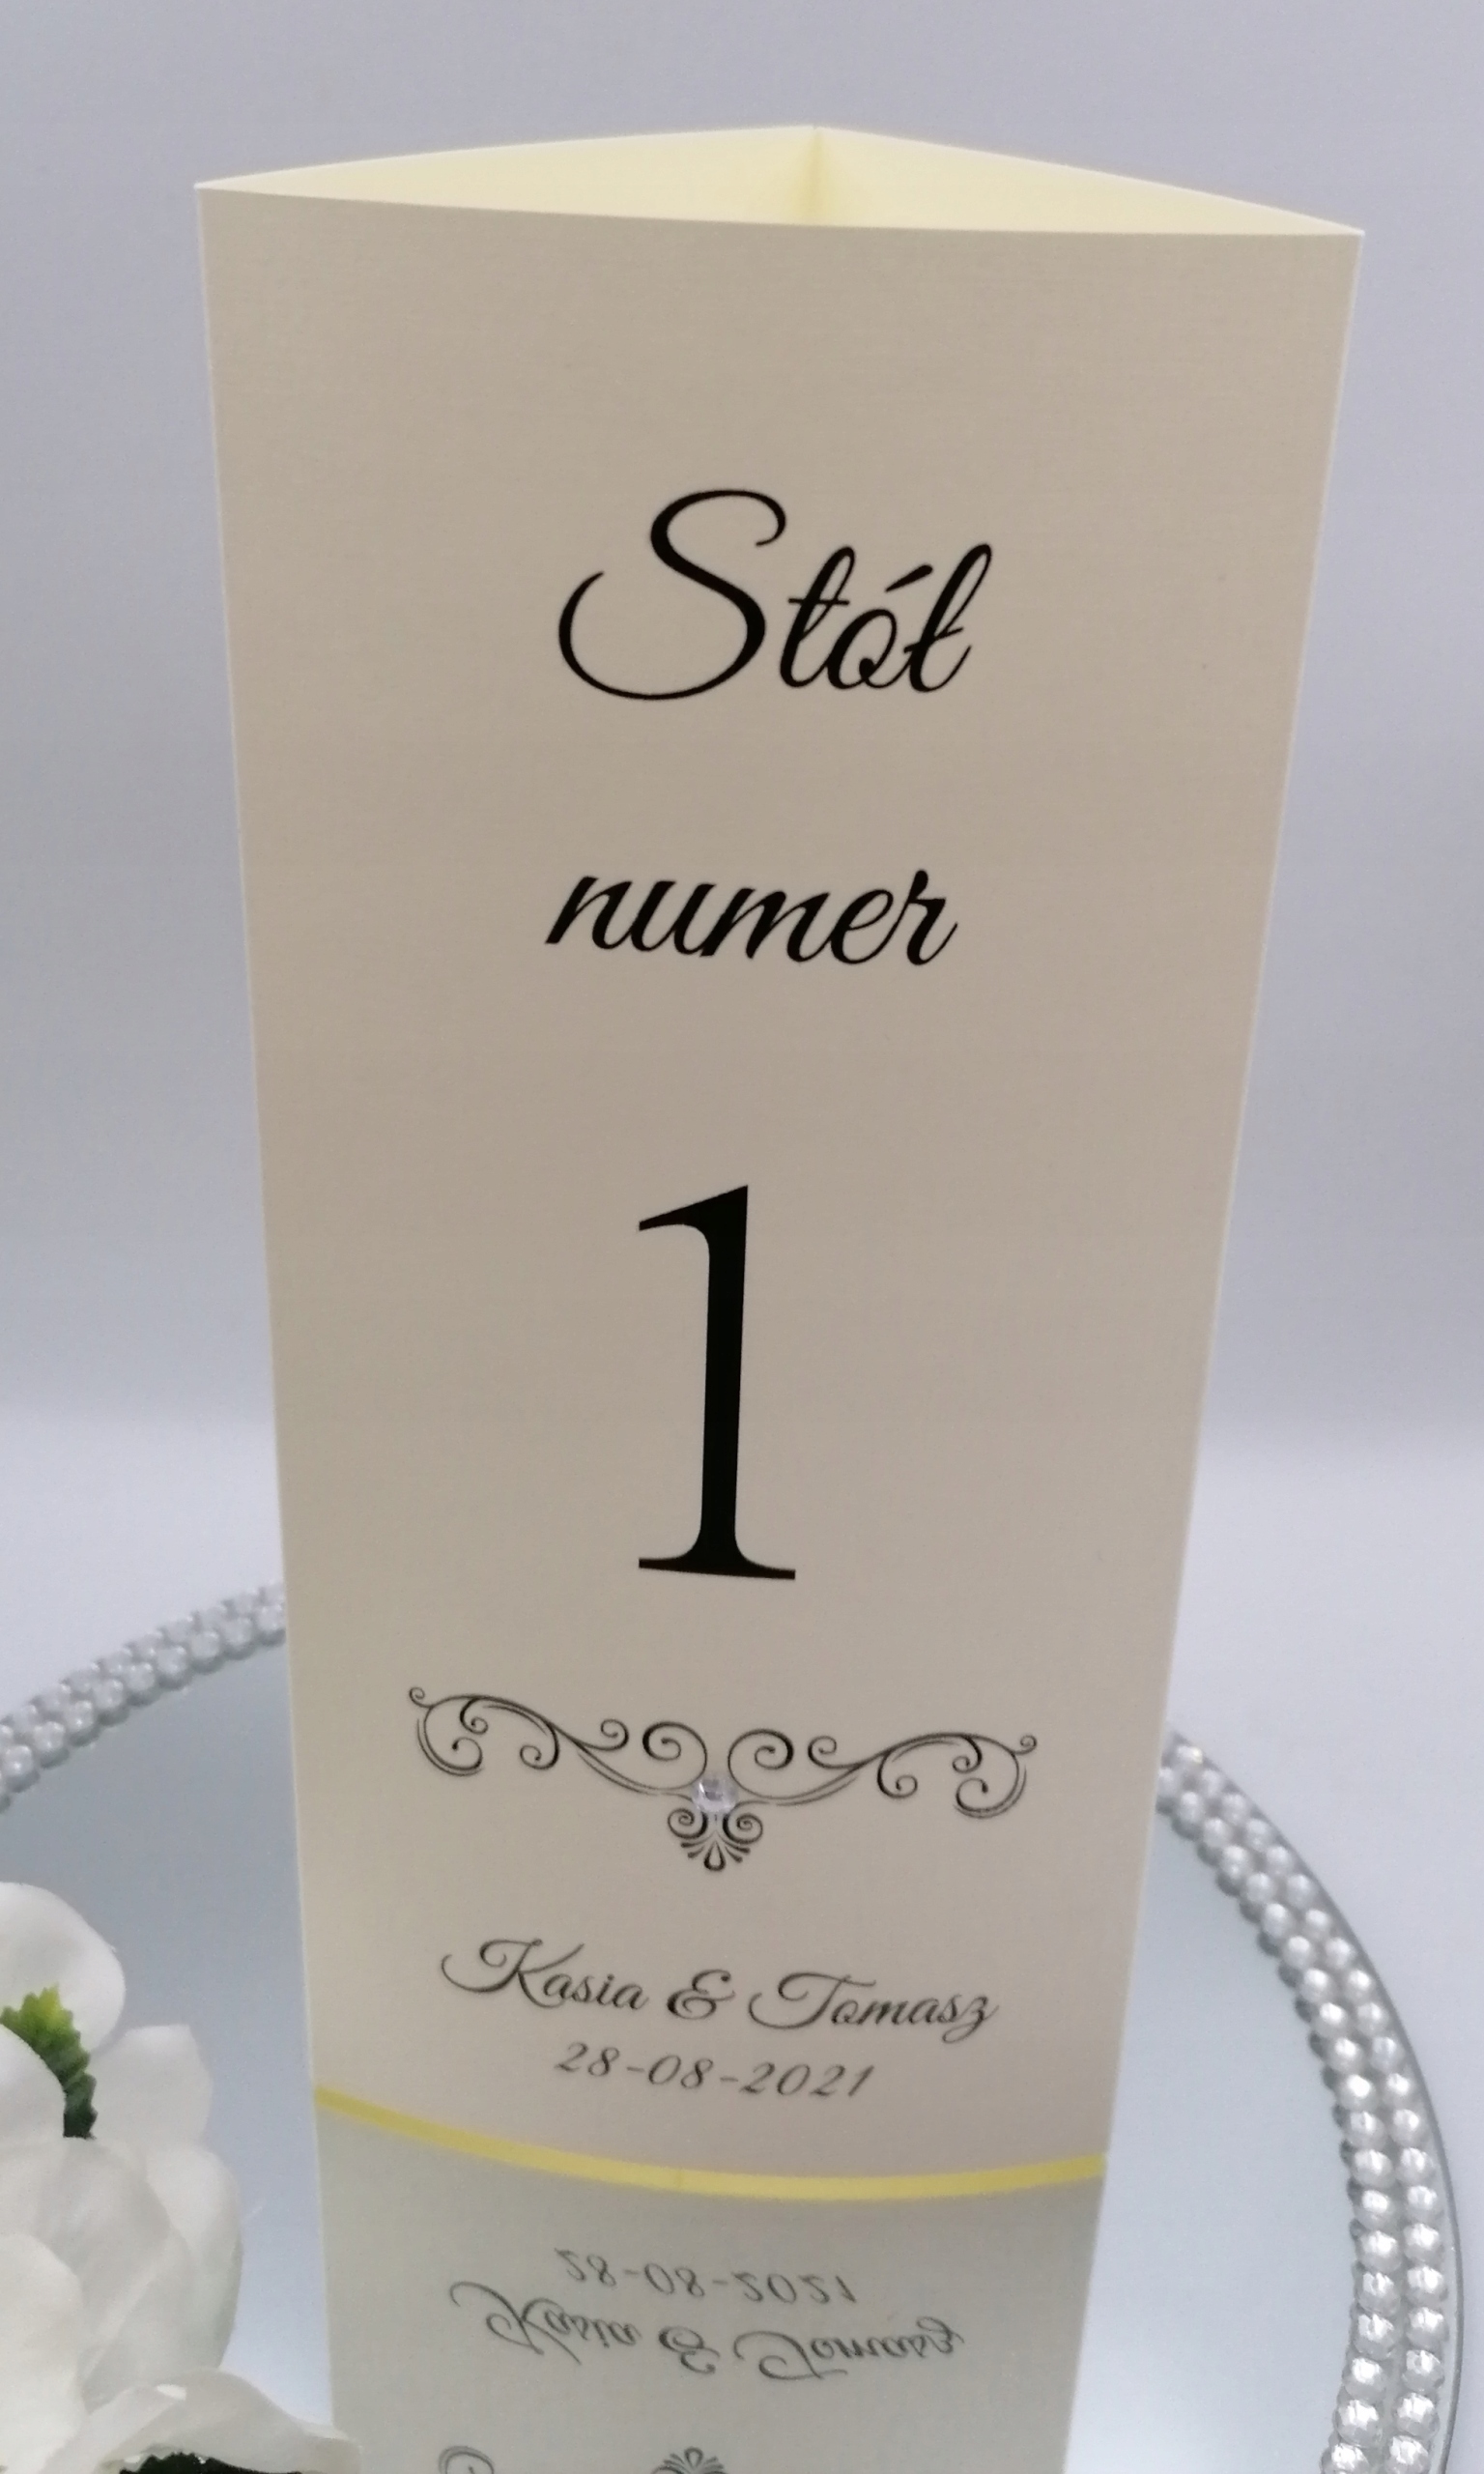 Stół
numer
1
Kasia & Tomasz
28-08-2021